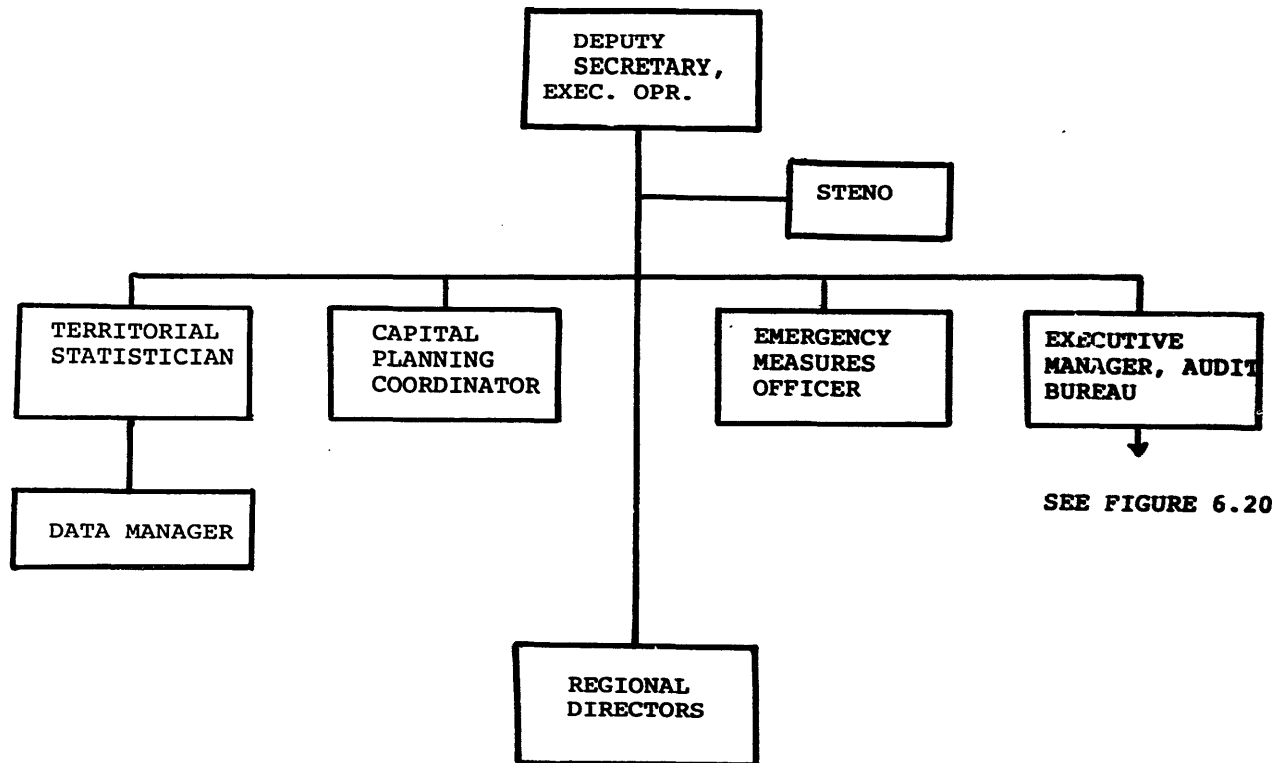 DEPUTY
SECRETARY,
EXEC. OPR.
STENO
TERRITORIAL
STATISTICIAN
CAPITAL
PLANNING
COORDINATOR
EMERGENCY
MEASURES
OFFICER
EXECUTIVE
MANAGER, AUDIT
BUREAU
SEE FIGURE 6.20
DATA MANAGER
REGIONAL
DIRECTORS